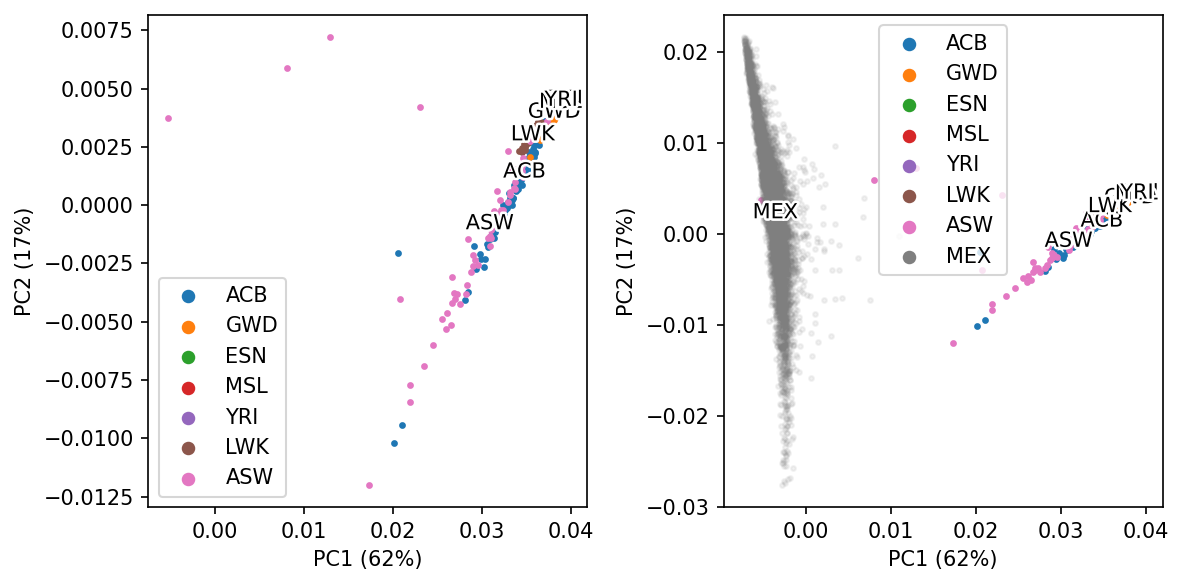 0.0075
0.0050
0.0025
0.0000
−0.0025
−0.0050
−0.0075
−0.0100
−0.0125
PC2 (17%)
0.00
0.01
0.02
0.03
0.04
PC1 (62%)
YRI
GWD
LWK
ACB
ASW
ACB
GWD
ESN
MSL
YRI
LWK
ASW
0.02
0.01
0.00
−0.01
−0.02
−0.03
PC2 (17%)
0.00
0.01
0.02
0.03
0.04
PC1 (62%)
MEX
YRI
LWK
ACB
ASW
ACB
GWD
ESN
MSL
YRI
LWK
ASW
MEX